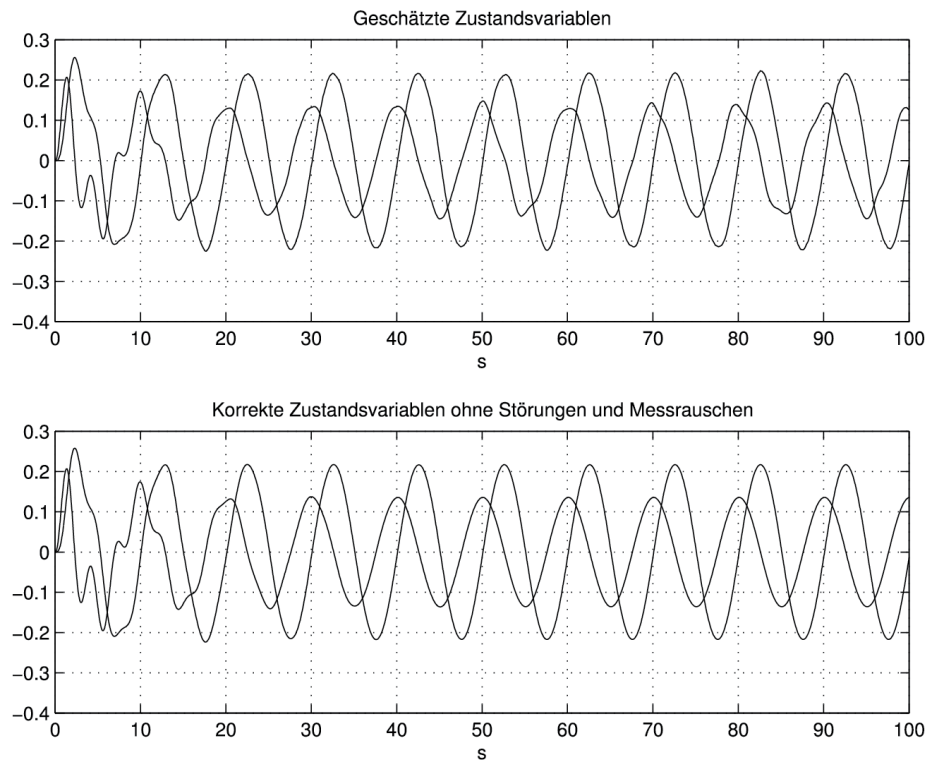 Geschätzte Zustandsvariablen
0.3
0.2
0.1
0
−0.1
−0.2
−0.3
−0.4
0 10 20 30 40 50 60 70 80 90 100
s
Korrekte Zustandsvariablen ohne Störungen und Messrauschen
0.3
0.2
0.1
0
−0.1
−0.2
−0.3
−0.4
0 10 20 30 40 50 60 70 80 90 100
s